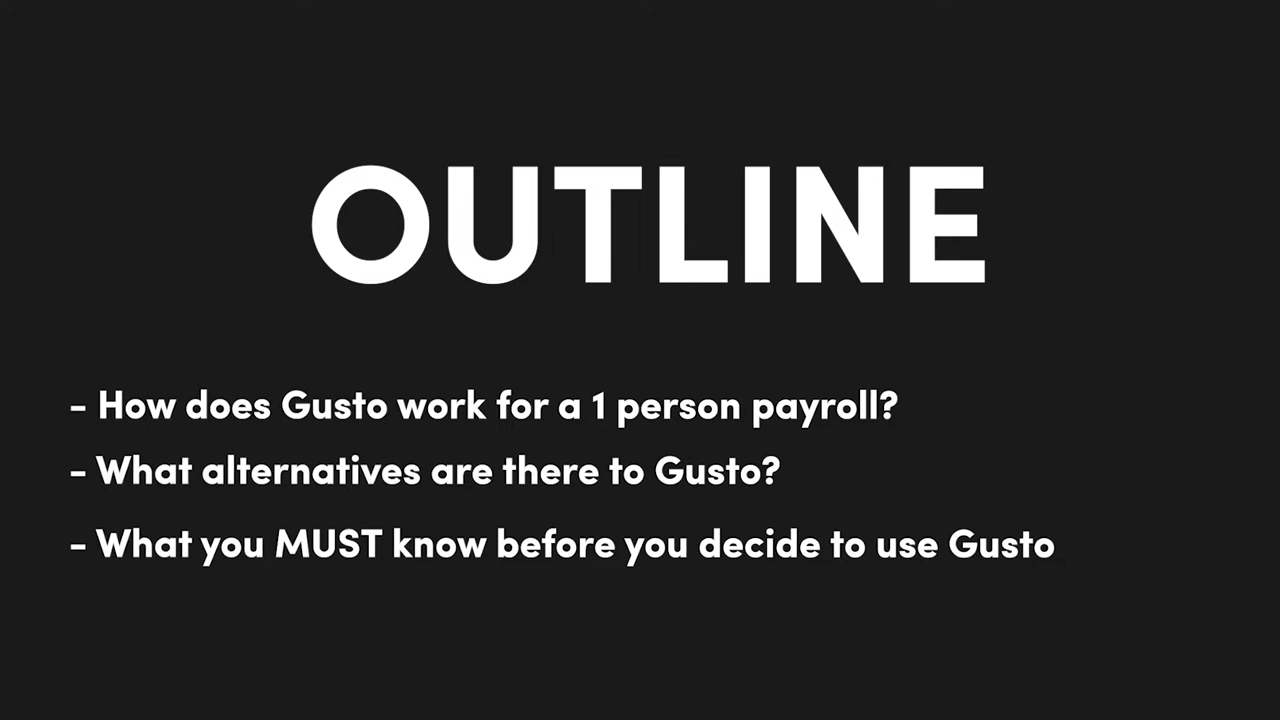 OUTLINE
- How does Gusto work for a 1 person payroll?
- What alternatives are there to Gusto?
- What you MUST know before you decide to use Gusto